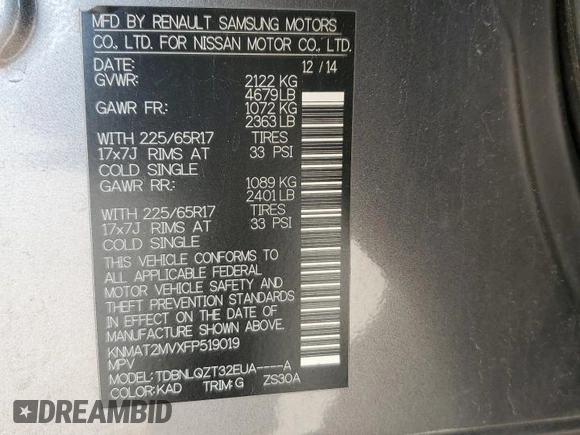 MFD BY RENAULT SAMSUNG MOTORS
CO., LTD. FOR NISSAN MOTOR CO., LTD.
DATE: 12 / 14
GVWR: 2122 KG
4679 LB
GAWR FR: 1072 KG
2363 LB
WITH 225/65R17 TIRES
17x7J RIMS AT 33 PSI
COLD SINGLE
GAWR RR: 1089 KG
2401 LB
WITH 225/65R17 TIRES
17x7J RIMS AT 33 PSI
COLD SINGLE
THIS VEHICLE CONFORMS TO
ALL APPLICABLE FEDERAL
MOTOR VEHICLE SAFETY AND
THEFT PREVENTION STANDARDS
IN EFFECT ON THE DATE OF
MANUFACTURE SHOWN ABOVE.
KNMAT2MVXFP519019
MPV
MODEL: TDBNLQZT32EUA----A
COLOR: KAD TRIM: G ZS30A
DREAMBID